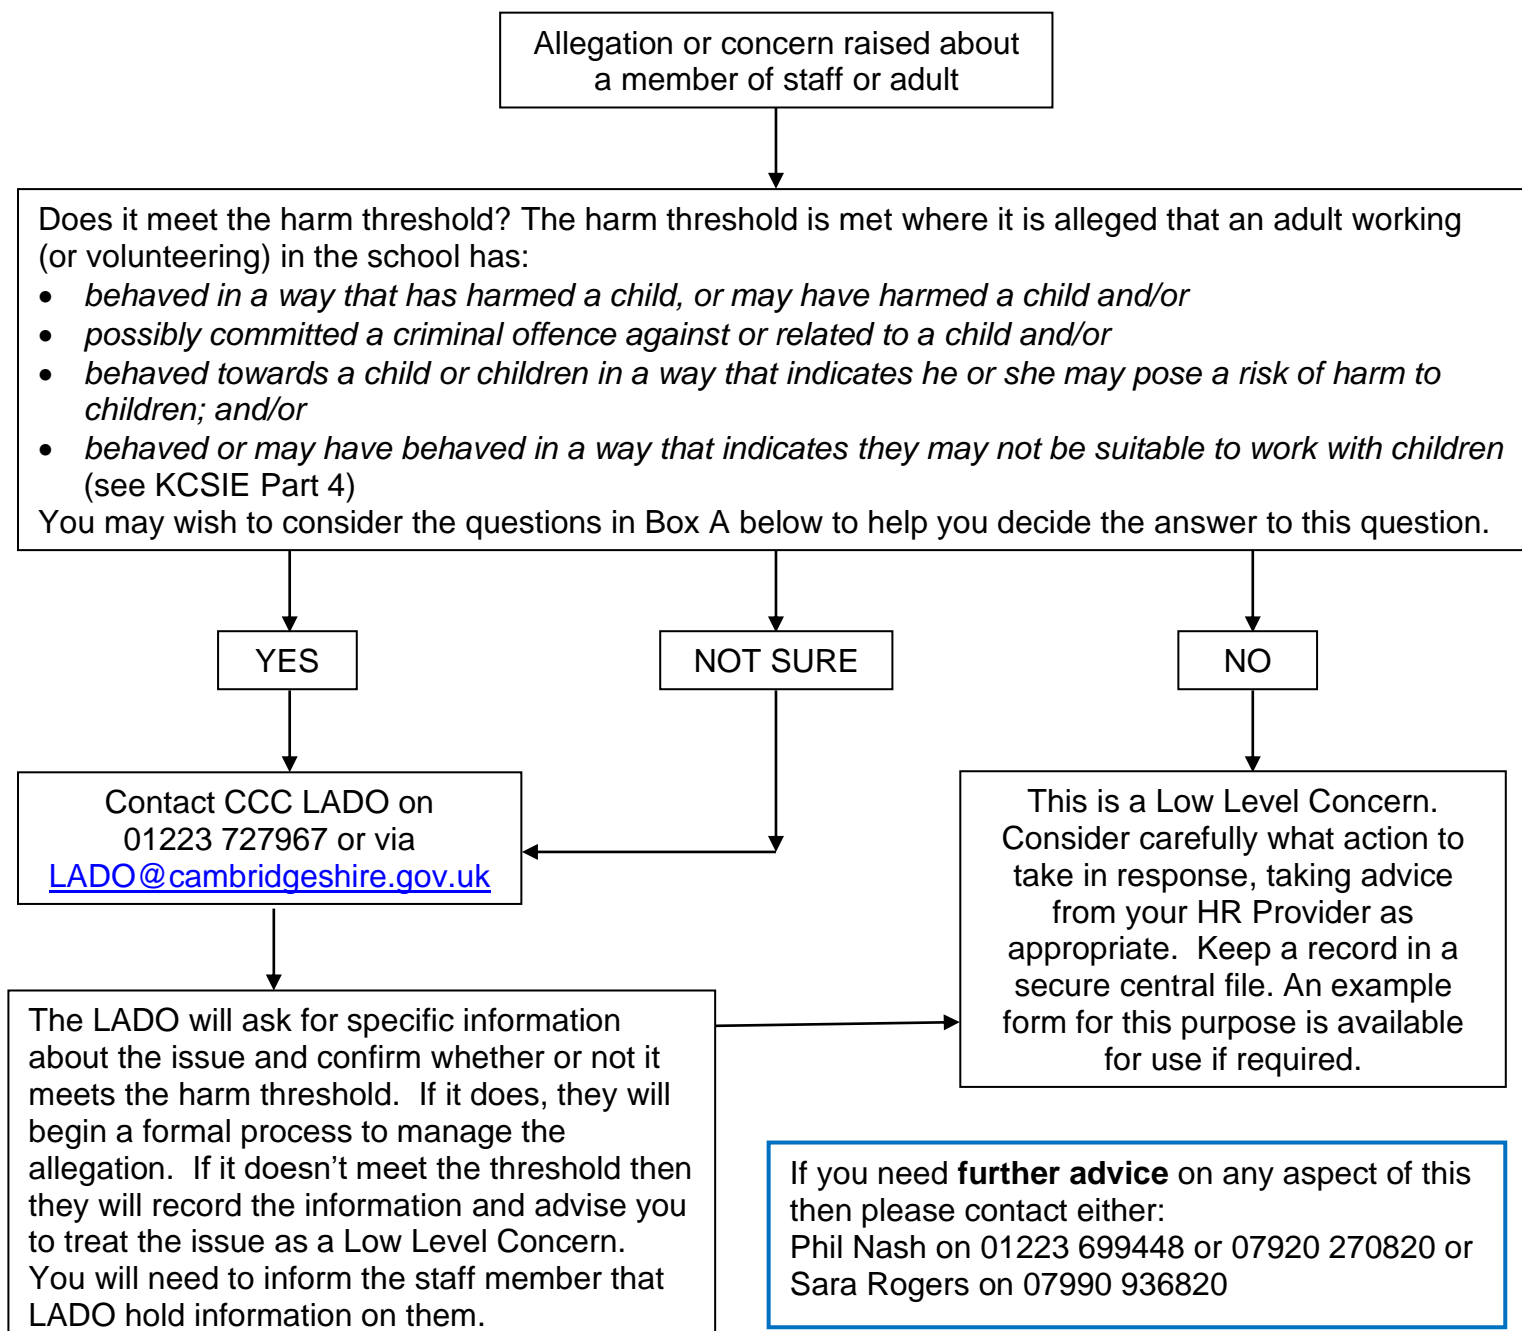 Allegation or concern raised about
a member of staff or adult
Does it meet the harm threshold? The harm threshold is met where it is alleged that an adult working
(or volunteering) in the school has:
• behaved in a way that has harmed a child, or may have harmed a child and/or
• possibly committed a criminal offence against or related to a child and/or
• behaved towards a child or children in a way that indicates he or she may pose a risk of harm to
children; and/or
• behaved or may have behaved in a way that indicates they may not be suitable to work with children
(see KCSIE Part 4)
You may wish to consider the questions in Box A below to help you decide the answer to this question.
YES
NOT SURE
NO
Contact CCC LADO on
01223 727967 or via
LADO@cambridgeshire.gov.uk
This is a Low Level Concern.
Consider carefully what action to
take in response, taking advice
from your HR Provider as
appropriate.  Keep a record in a
secure central file. An example
form for this purpose is available
for use if required.
The LADO will ask for specific information
about the issue and confirm whether or not it
meets the harm threshold.  If it does, they will
begin a formal process to manage the
allegation.  If it doesn’t meet the threshold then
they will record the information and advise you
to treat the issue as a Low Level Concern.
You will need to inform the staff member that
LADO hold information on them.
If you need further advice on any aspect of this
then please contact either:
Phil Nash on 01223 699448 or 07920 270820 or
Sara Rogers on 07990 936820